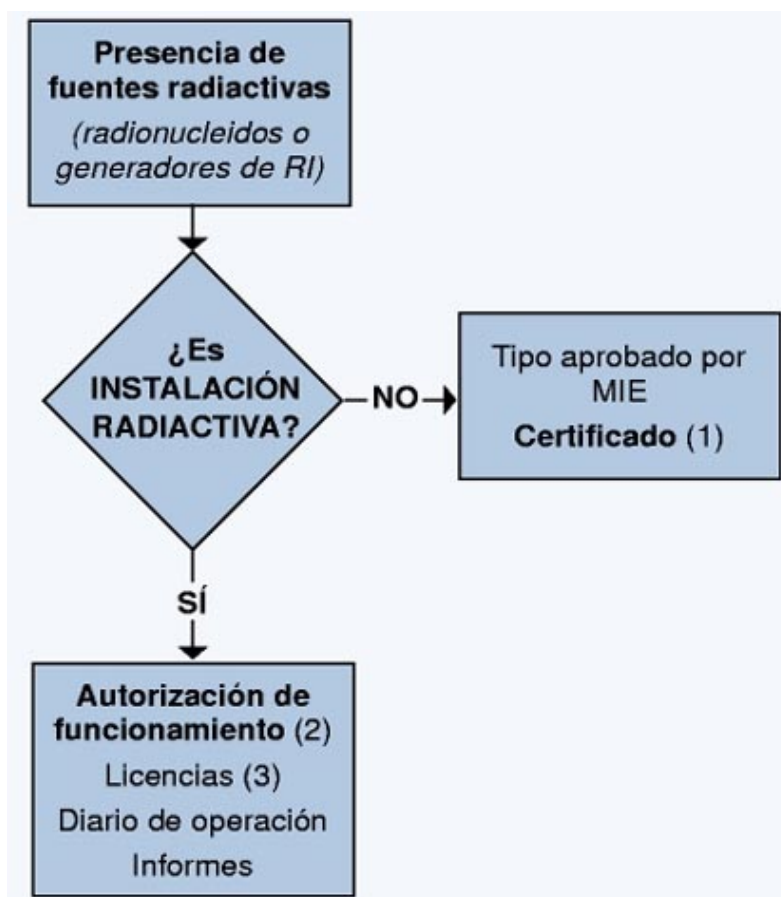 Presencia de
fuentes radiactivas
(radionucleidos o
generadores de RI)
¿Es
INSTALACIÓN
RADIACTIVA?
NO
Tipo aprobado por
MIE
Certificado (1)
SÍ
Autorización de
funcionamiento (2)
Licencias (3)
Diario de operación
Informes